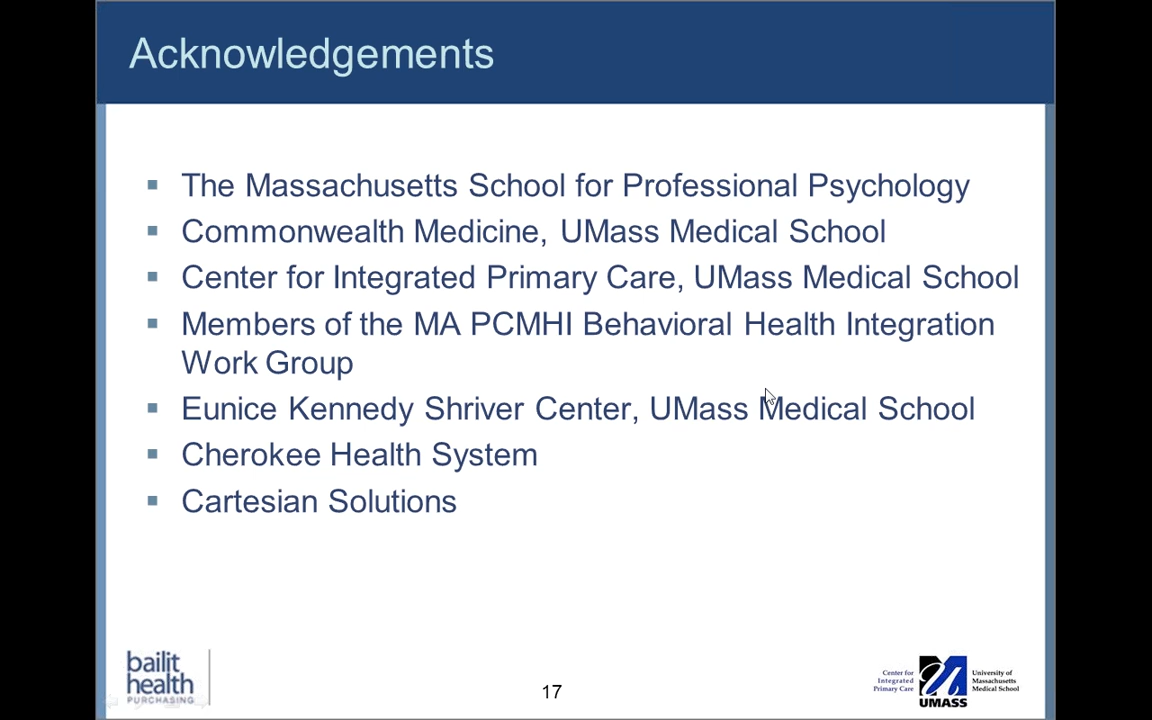 Acknowledgements
▪ The Massachusetts School for Professional Psychology
▪ Commonwealth Medicine, UMass Medical School
▪ Center for Integrated Primary Care, UMass Medical School
▪ Members of the MA PCMHI Behavioral Health Integration
Work Group
▪ Eunice Kennedy Shriver Center, UMass Medical School
▪ Cherokee Health System
▪ Cartesian Solutions
bailit
health
PURCHASING
17
Center for
Integrated
Primary Care
UMASS
University of
Massachusetts
Medical School